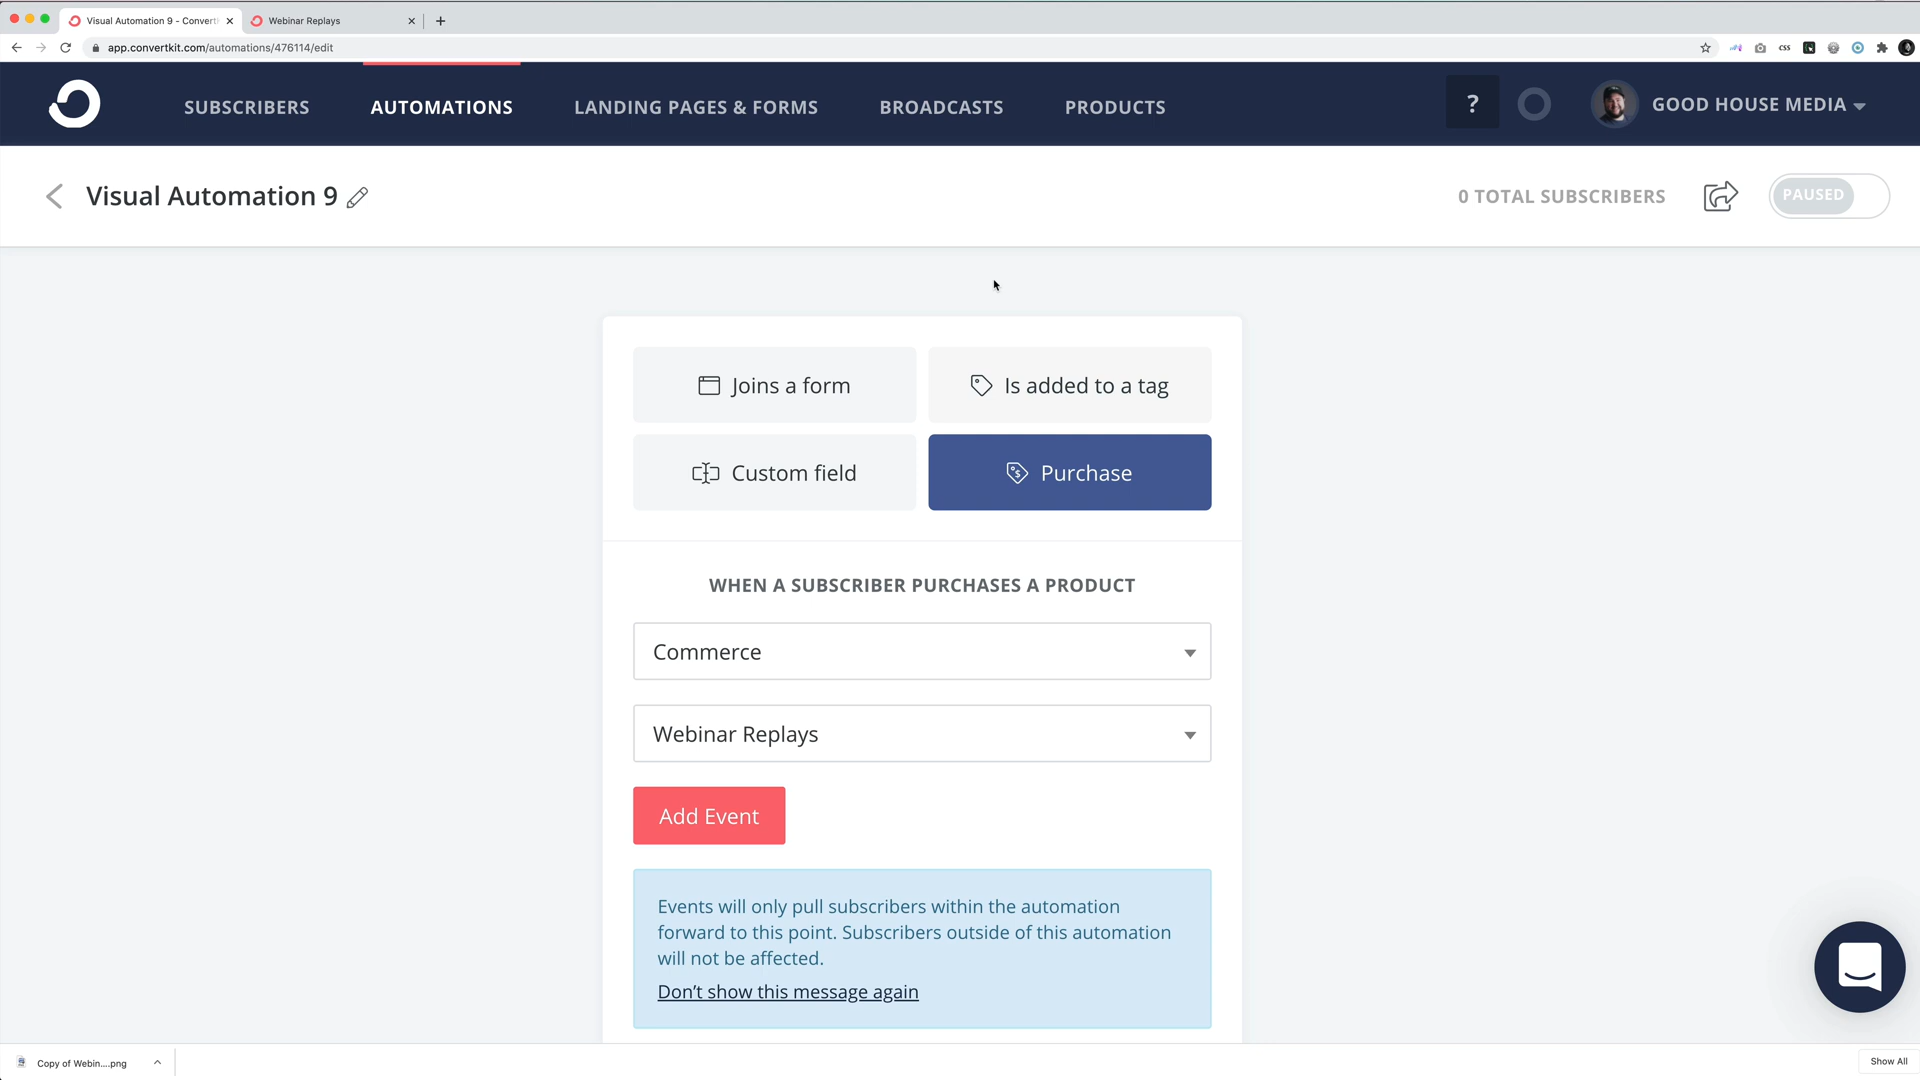 Visual Automation 9 - Convert
Webinar Replays
app.convertkit.com/automations/476114/edit
CSS
SUBSCRIBERS
AUTOMATIONS
LANDING PAGES & FORMS
BROADCASTS
PRODUCTS
?
GOOD HOUSE MEDIA
Visual Automation 9
0 TOTAL SUBSCRIBERS
PAUSED
Joins a form
Is added to a tag
Custom field
Purchase
WHEN A SUBSCRIBER PURCHASES A PRODUCT
Commerce
Webinar Replays
Add Event
Events will only pull subscribers within the automation
forward to this point. Subscribers outside of this automation
will not be affected.
Don’t show this message again
Copy of Webin....png
Show All